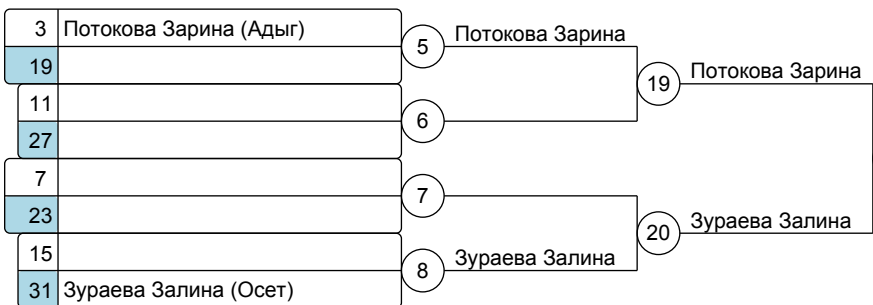 3 Потокова Зарина (Адыг)
19
11
27
7
23
15
31 Зураева Залина (Осет)
5 Потокова Зарина
6
7
8 Зураева Залина
19 Потокова Зарина
20 Зураева Залина